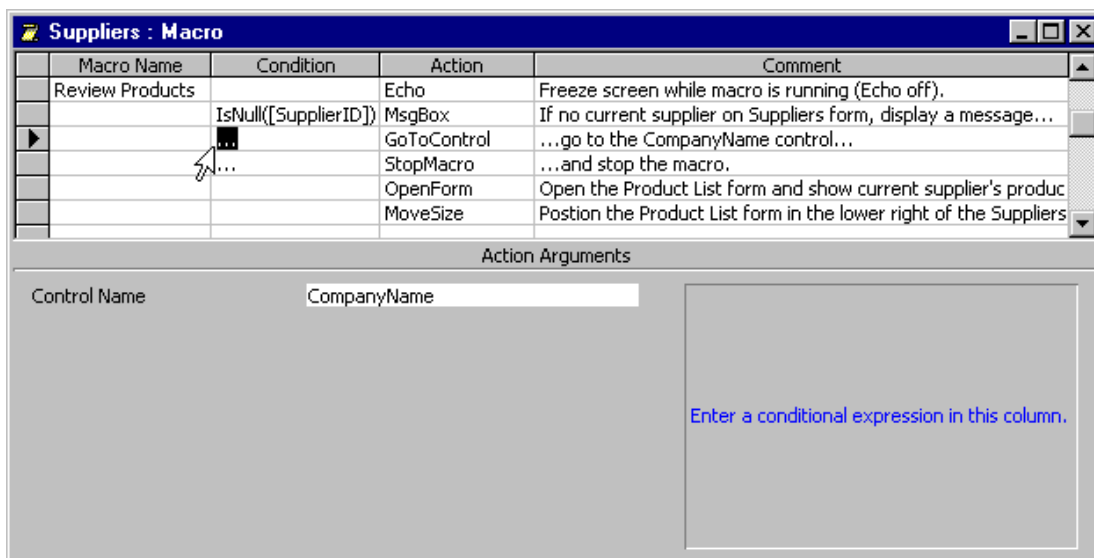 Suppliers : Macro
Macro Name Condition Action Comment
Review Products Echo Freeze screen while macro is running (Echo off).
IsNull([SupplierID]) MsgBox If no current supplier on Suppliers form, display a message...
... GoToControl ...go to the CompanyName control...
... StopMacro ...and stop the macro.
OpenForm Open the Product List form and show current supplier's produc
MoveSize Postion the Product List form in the lower right of the Suppliers
Action Arguments
Control Name CompanyName
Enter a conditional expression in this column.